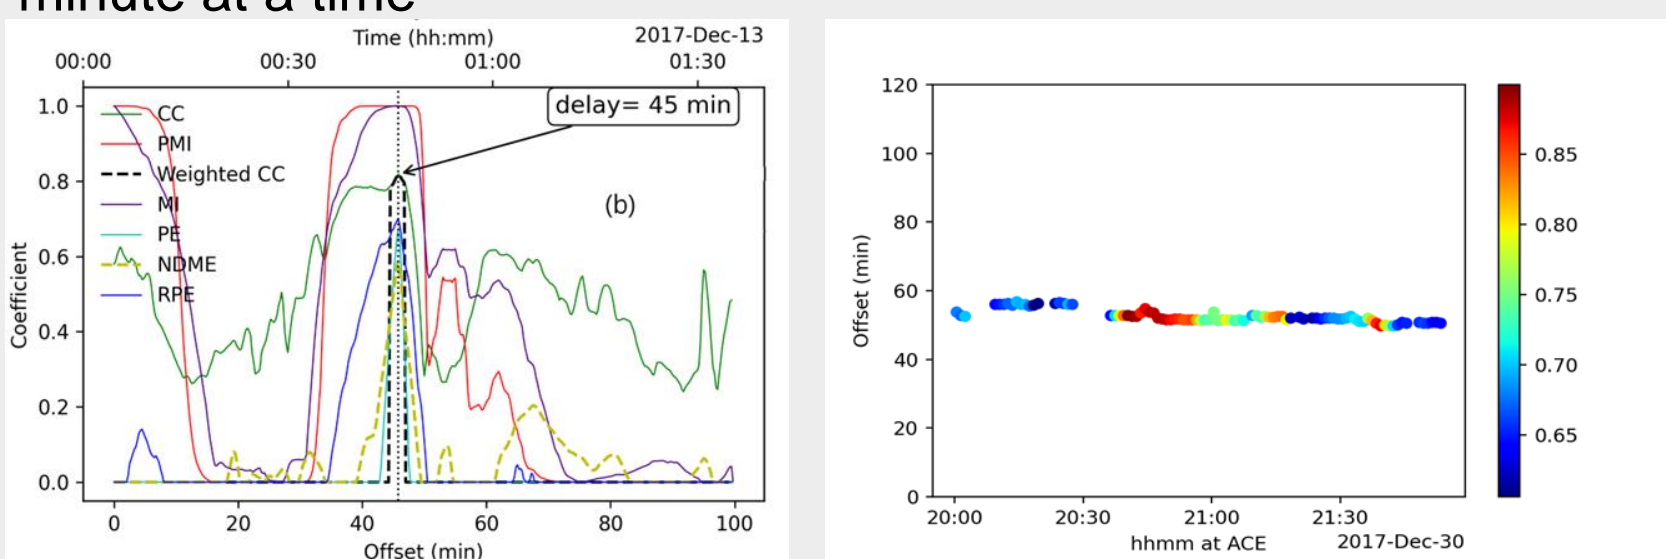 minute at a time
Time (hh:mm)
2017-Dec-13
00:00 00:30 01:00 01:30
delay= 45 min
(b)
CC
PMI
Weighted CC
MI
PE
NDME
RPE
Coefficient
1.0
0.8
0.6
0.4
0.2
0.0
0 20 40 60 80 100
Offset (min)
Offset (min)
120
100
80
60
40
20
0
20:00 20:30 21:00 21:30
hhmm at ACE
2017-Dec-30
0.85
0.80
0.75
0.70
0.65